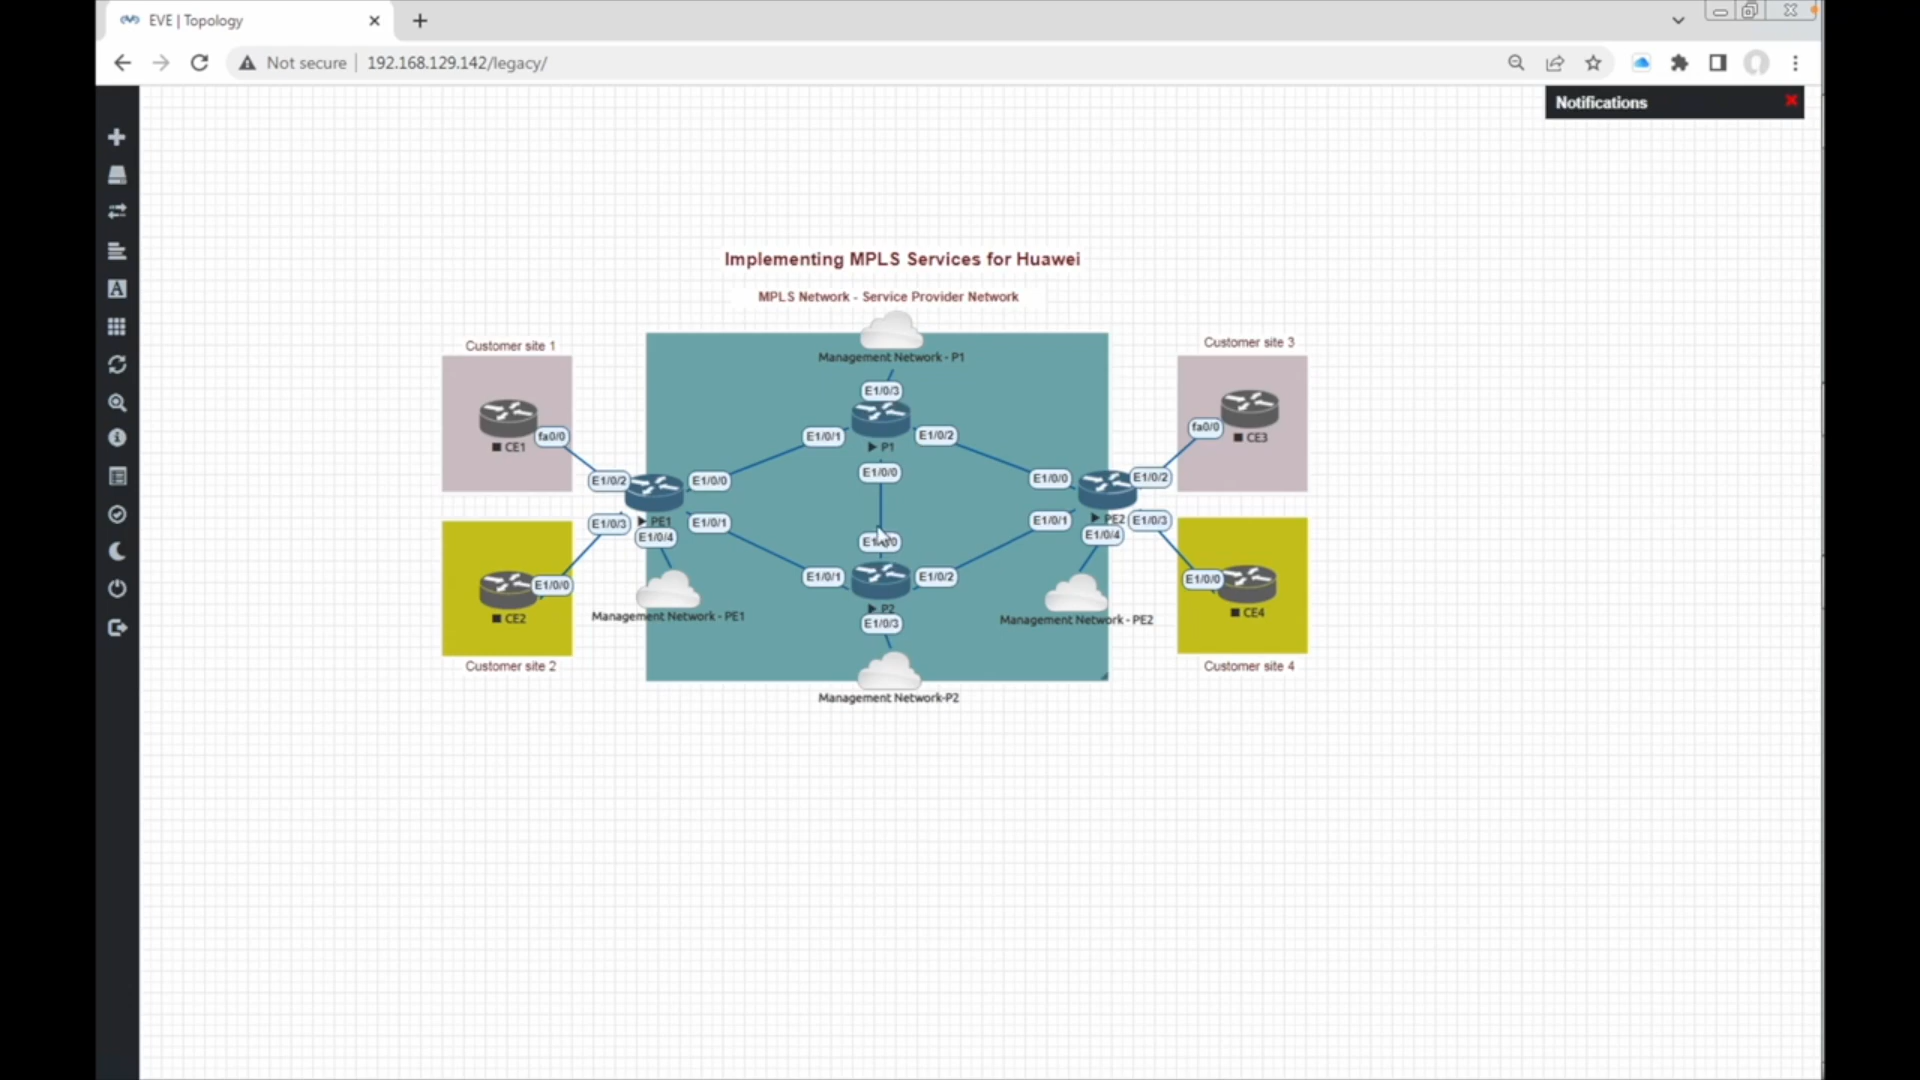 EVE | Topology
Not secure
192.168.129.142/legacy/
Notifications
Implementing MPLS Services for Huawei
MPLS Network - Service Provider Network
Customer site 1
Customer site 3
Management Network - P1
E1/0/3
CE1
fa0/0
E1/0/1
P1
E1/0/2
fa0/0
CE3
E1/0/0
E1/0/2
E1/0/0
E1/0/0
E1/0/2
E1/0/3
PE1
E1/0/1
E1/0/1
PE2
E1/0/3
E1/0/4
E1/0/4
CE2
E1/0/0
E1/0/1
E1/0/2
E1/0/0
CE4
P2
Management Network - PE1
E1/0/3
Management Network - PE2
Customer site 2
Customer site 4
Management Network-P2